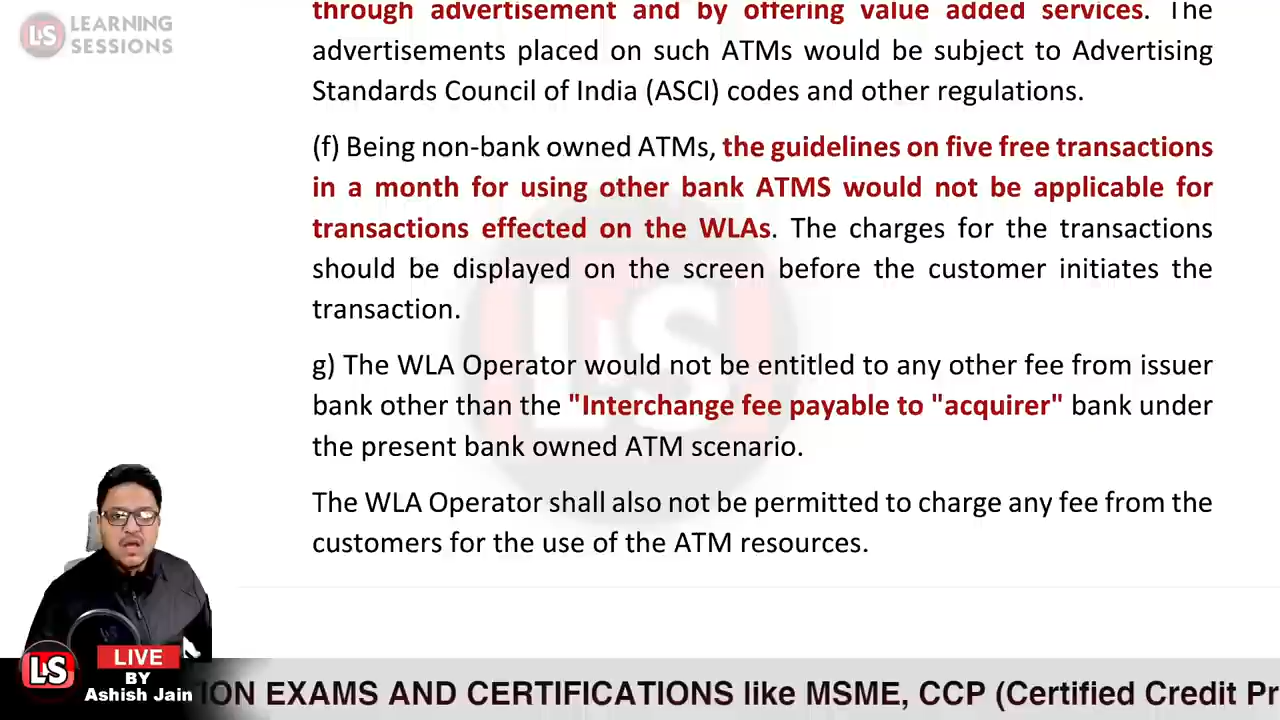 LS LEARNING
SESSIONS
through advertisement and by offering value added services. The
advertisements placed on such ATMs would be subject to Advertising
Standards Council of India (ASCI) codes and other regulations.
(f) Being non-bank owned ATMs, the guidelines on five free transactions
in a month for using other bank ATMS would not be applicable for
transactions effected on the WLAs. The charges for the transactions
should be displayed on the screen before the customer initiates the
transaction.
g) The WLA Operator would not be entitled to any other fee from issuer
bank other than the "Interchange fee payable to "acquirer" bank under
the present bank owned ATM scenario.
The WLA Operator shall also not be permitted to charge any fee from the
customers for the use of the ATM resources.
LS
LS
LIVE
BY
Ashish Jain
TION EXAMS AND CERTIFICATIONS like MSME, CCP (Certified Credit Pr